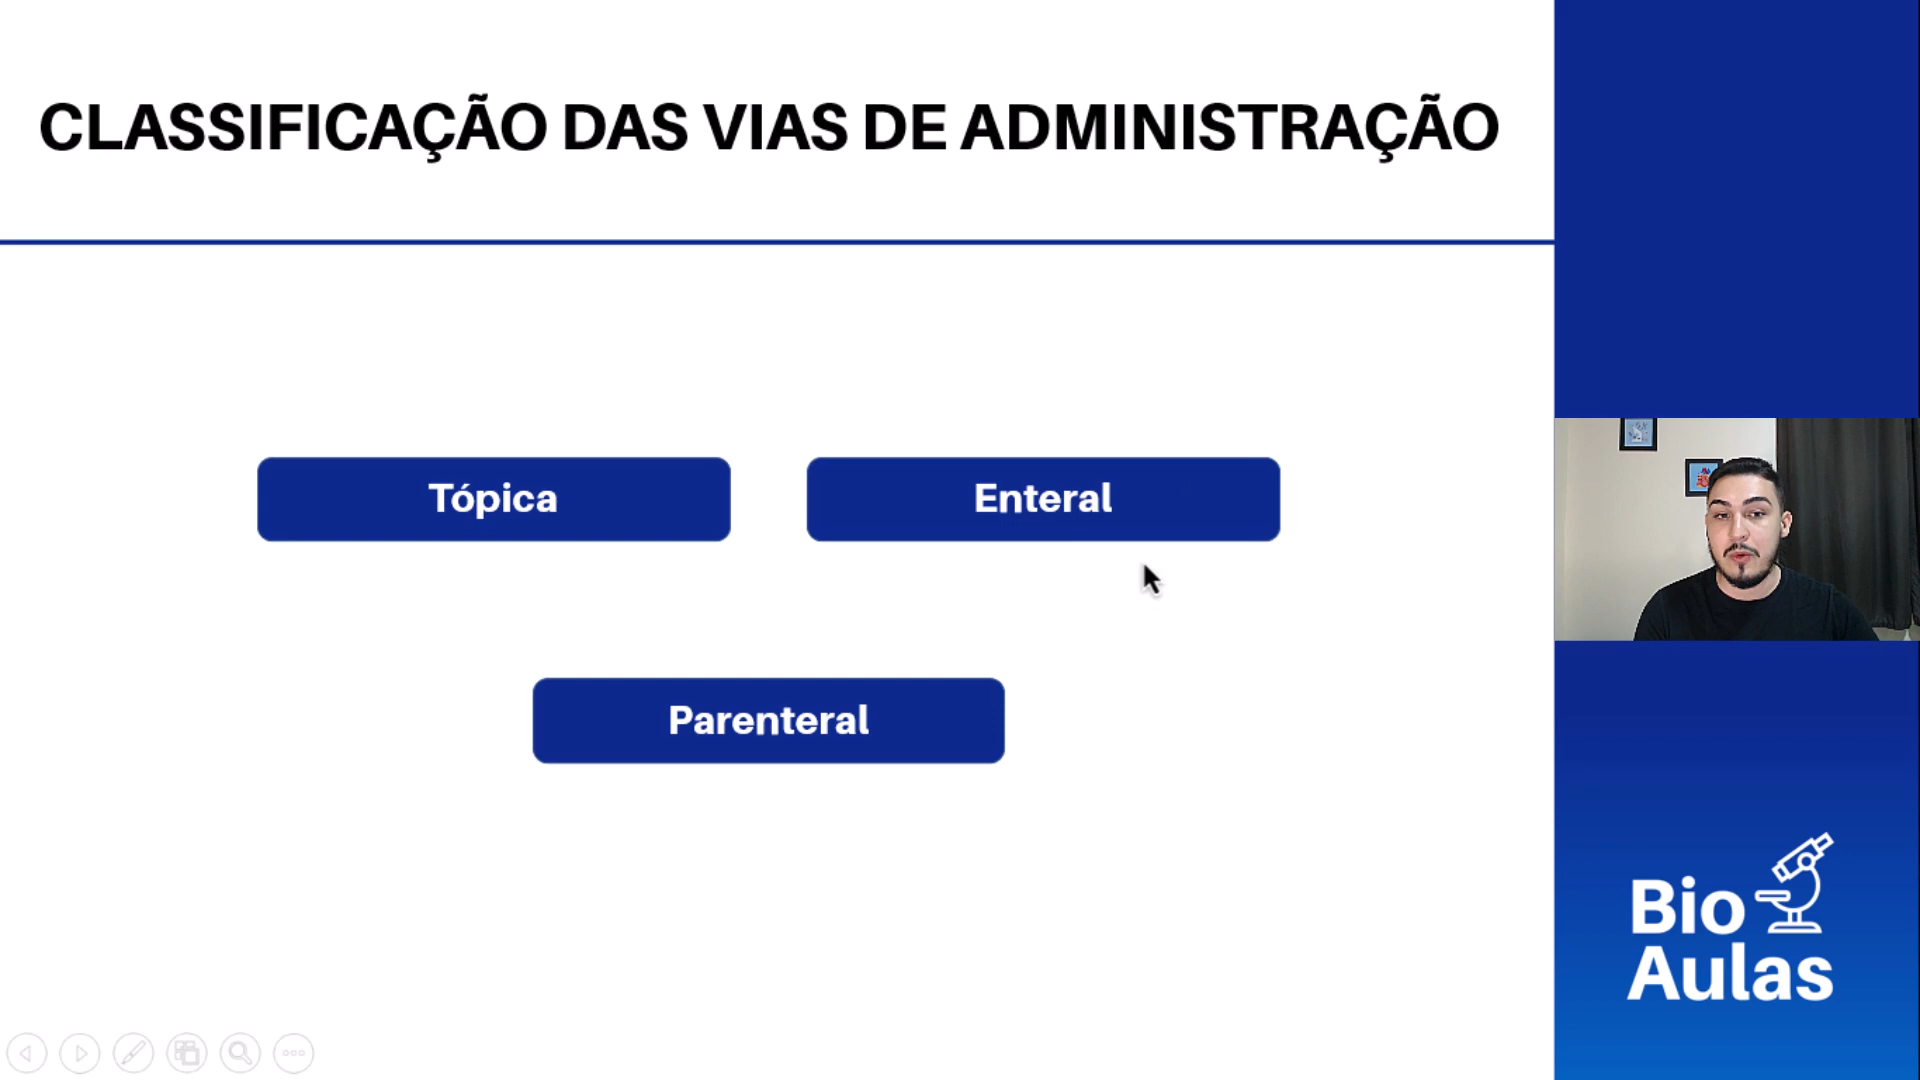 CLASSIFICAÇÃO DAS VIAS DE ADMINISTRAÇÃO
Tópica
Enteral
Parenteral
Bio
Aulas